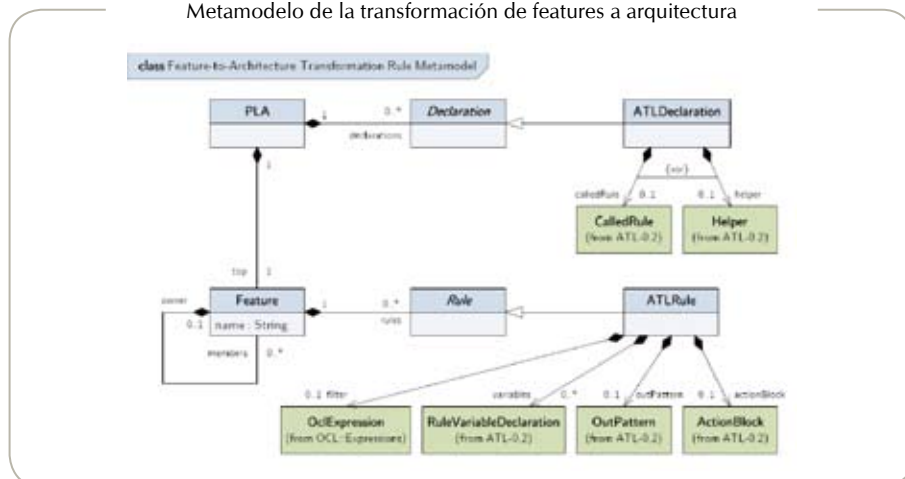 Metamodelo de la transformación de features a arquitectura
class Feature-to-Architecture Transformation Rule Metamodel
PLA
1
0..*
declarations
Declaration
ATLDeclaration
1
{xor}
calledRule
0..1
0..1
helper
CalledRule
(from ATL-0.2)
Helper
(from ATL-0.2)
top
1
owner
0..1
Feature
name : String
members
0..*
1
0..*
rules
Rule
ATLRule
0..1 filter
variables
0..*
0..1
outPattern
0..1
actionBlock
OclExpression
(from OCL::Expressions)
RuleVariableDeclaration
(from ATL-0.2)
OutPattern
(from ATL-0.2)
ActionBlock
(from ATL-0.2)